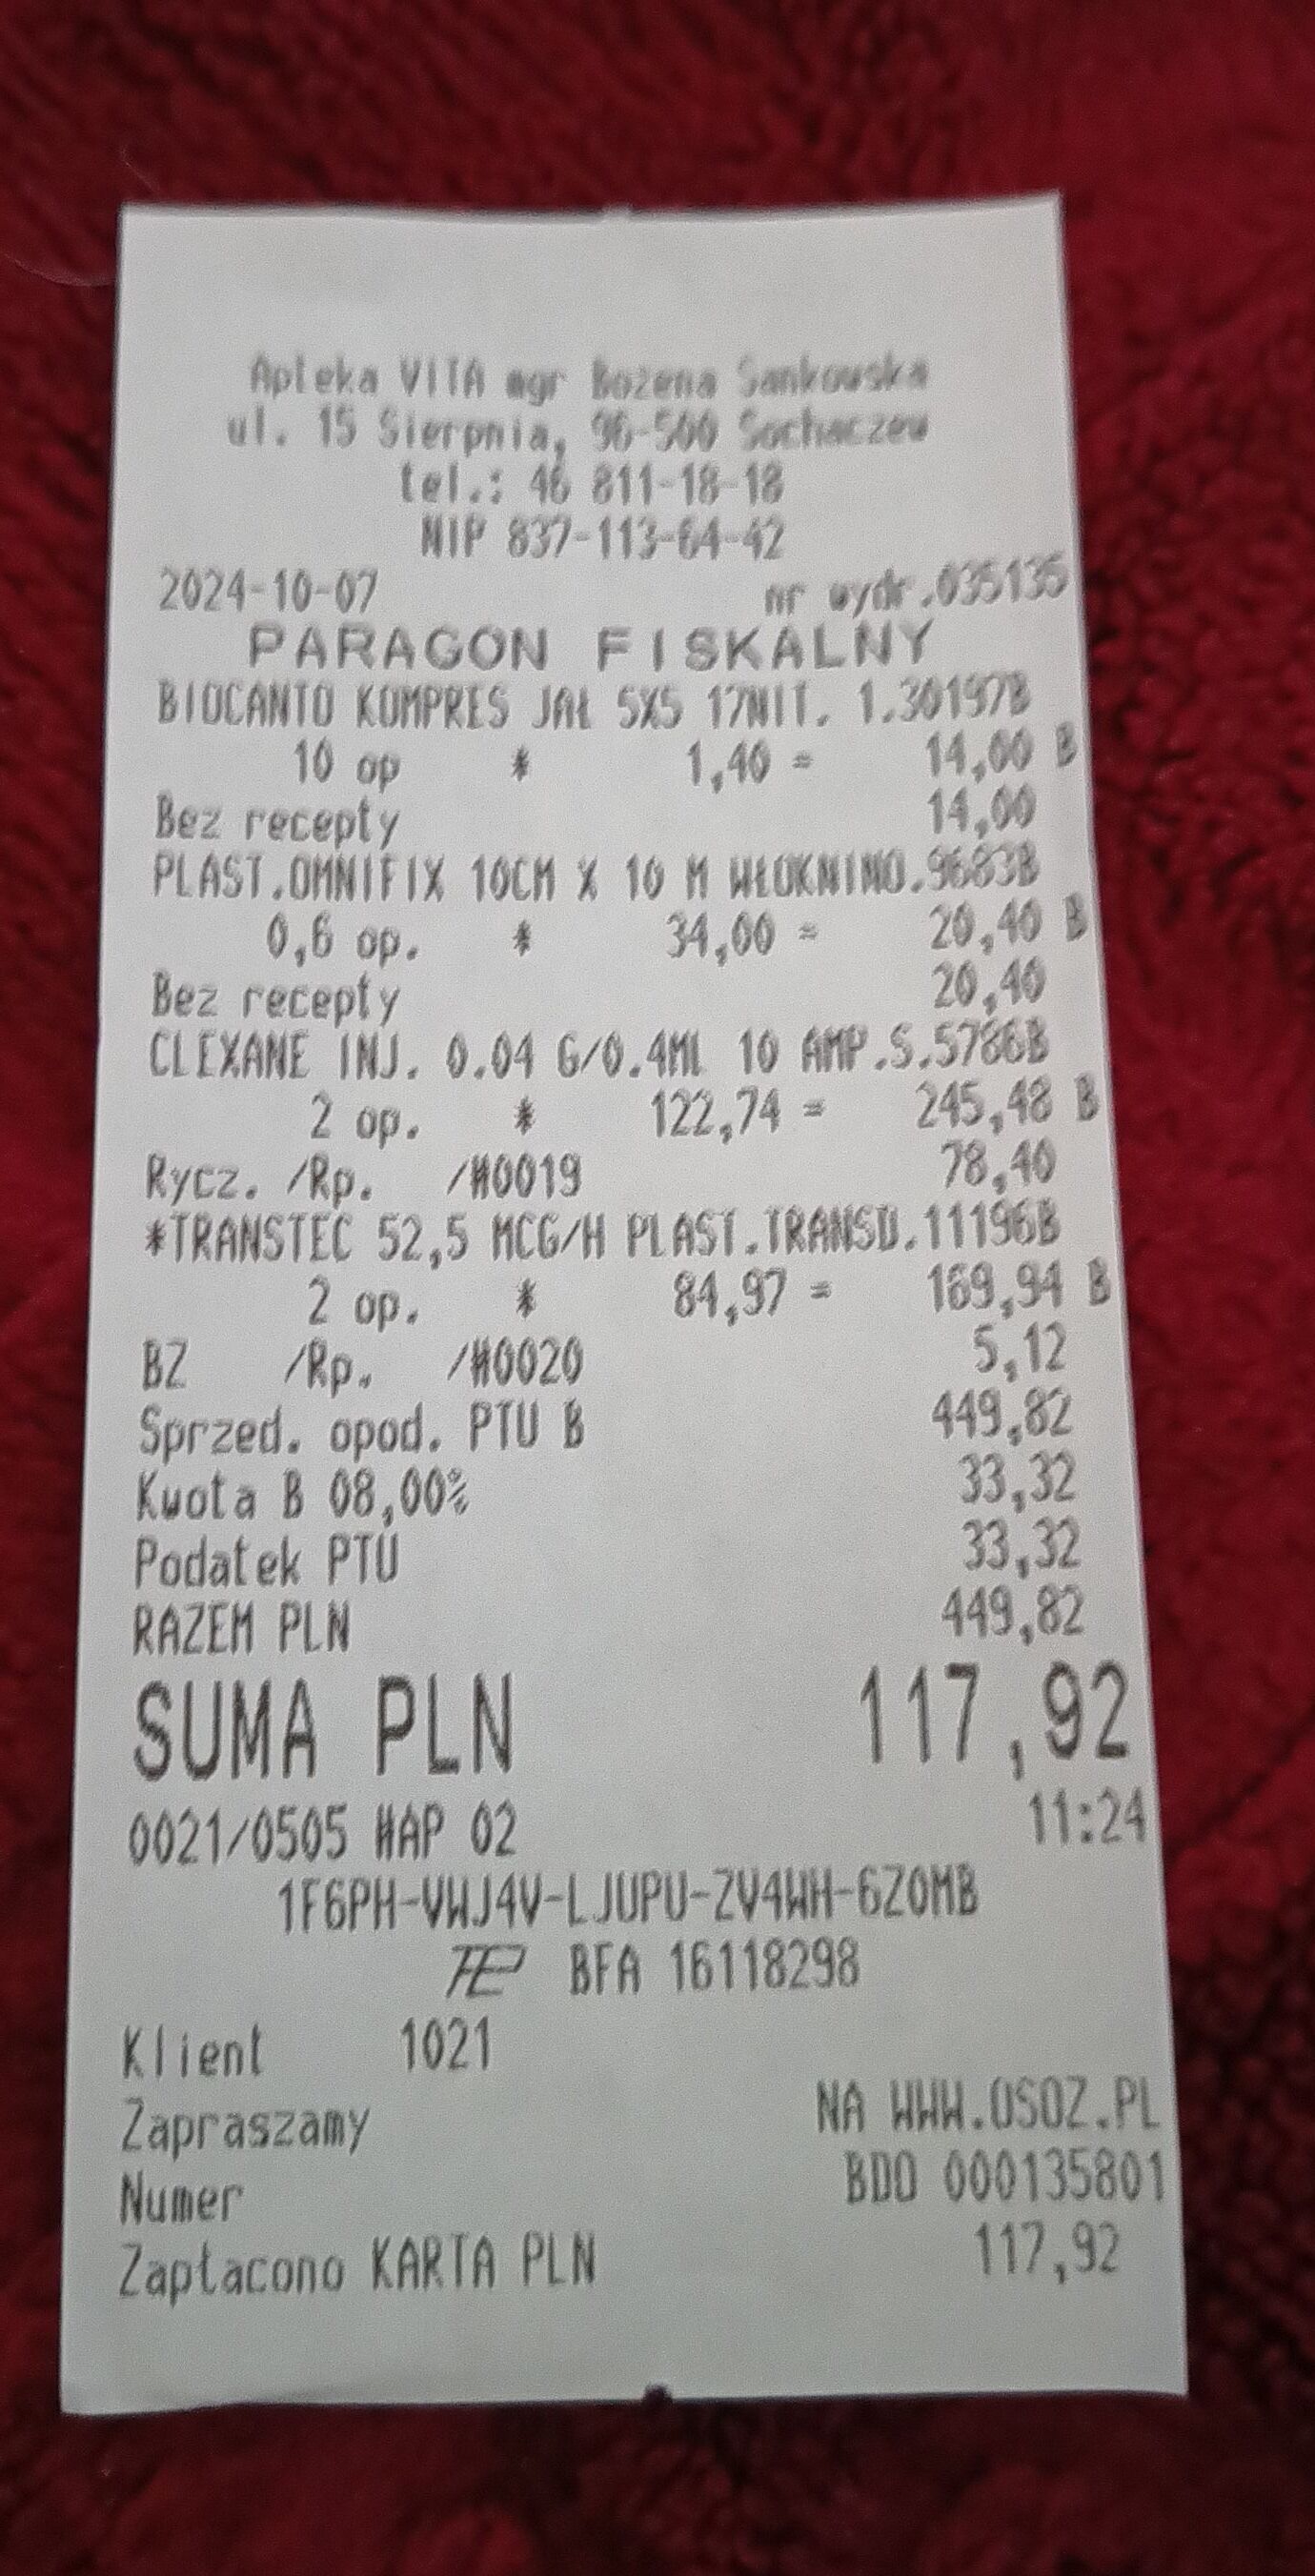 Apteka VITA mgr Bożena Sankowska
ul. 15 Sierpnia, 96-500 Sochaczew
tel.: 46 811-18-18
NIP 837-113-64-42
2024-10-07 nr wydr.035135
PARAGON FISKALNY
BIOCANTO KOMPRES JAŁ 5X5 17NIT. 1.30197B
10 op * 1,40 = 14,00 B
Bez recepty 14,00
PLAST.OMNIFIX 10CM X 10 M WŁÓKNINO.9683B
0,6 op. * 34,00 = 20,40 B
Bez recepty 20,40
CLEXANE INJ. 0.04 G/0.4ML 10 AMP.S.5786B
2 op. * 122,74 = 245,48 B
Rycz. /Rp. /#0019 78,40
*TRANSTEC 52,5 MCG/H PLAST.TRANSD.11196B
2 op. * 84,97 = 169,94 B
BZ /Rp. /#0020 5,12
Sprzed. opod. PTU B 449,82
Kwota B 08,00% 33,32
Podatek PTU 33,32
RAZEM PLN 449,82
SUMA PLN 117,92
0021/0505 #AP 02 11:24
1F6PH-VWJ4V-LJUPU-ZV4WH-6ZOMB
BFA 16118298
Klient 1021
Zapraszamy NA WWW.OSOZ.PL
Numer BDO 000135801
Zapłacono KARTA PLN 117,92